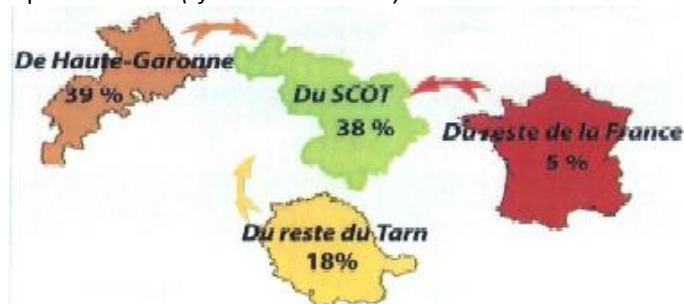 De Haute-Garonne
39 %
Du SCOT
38 %
Du reste de la France
5 %
Du reste du Tarn
18%